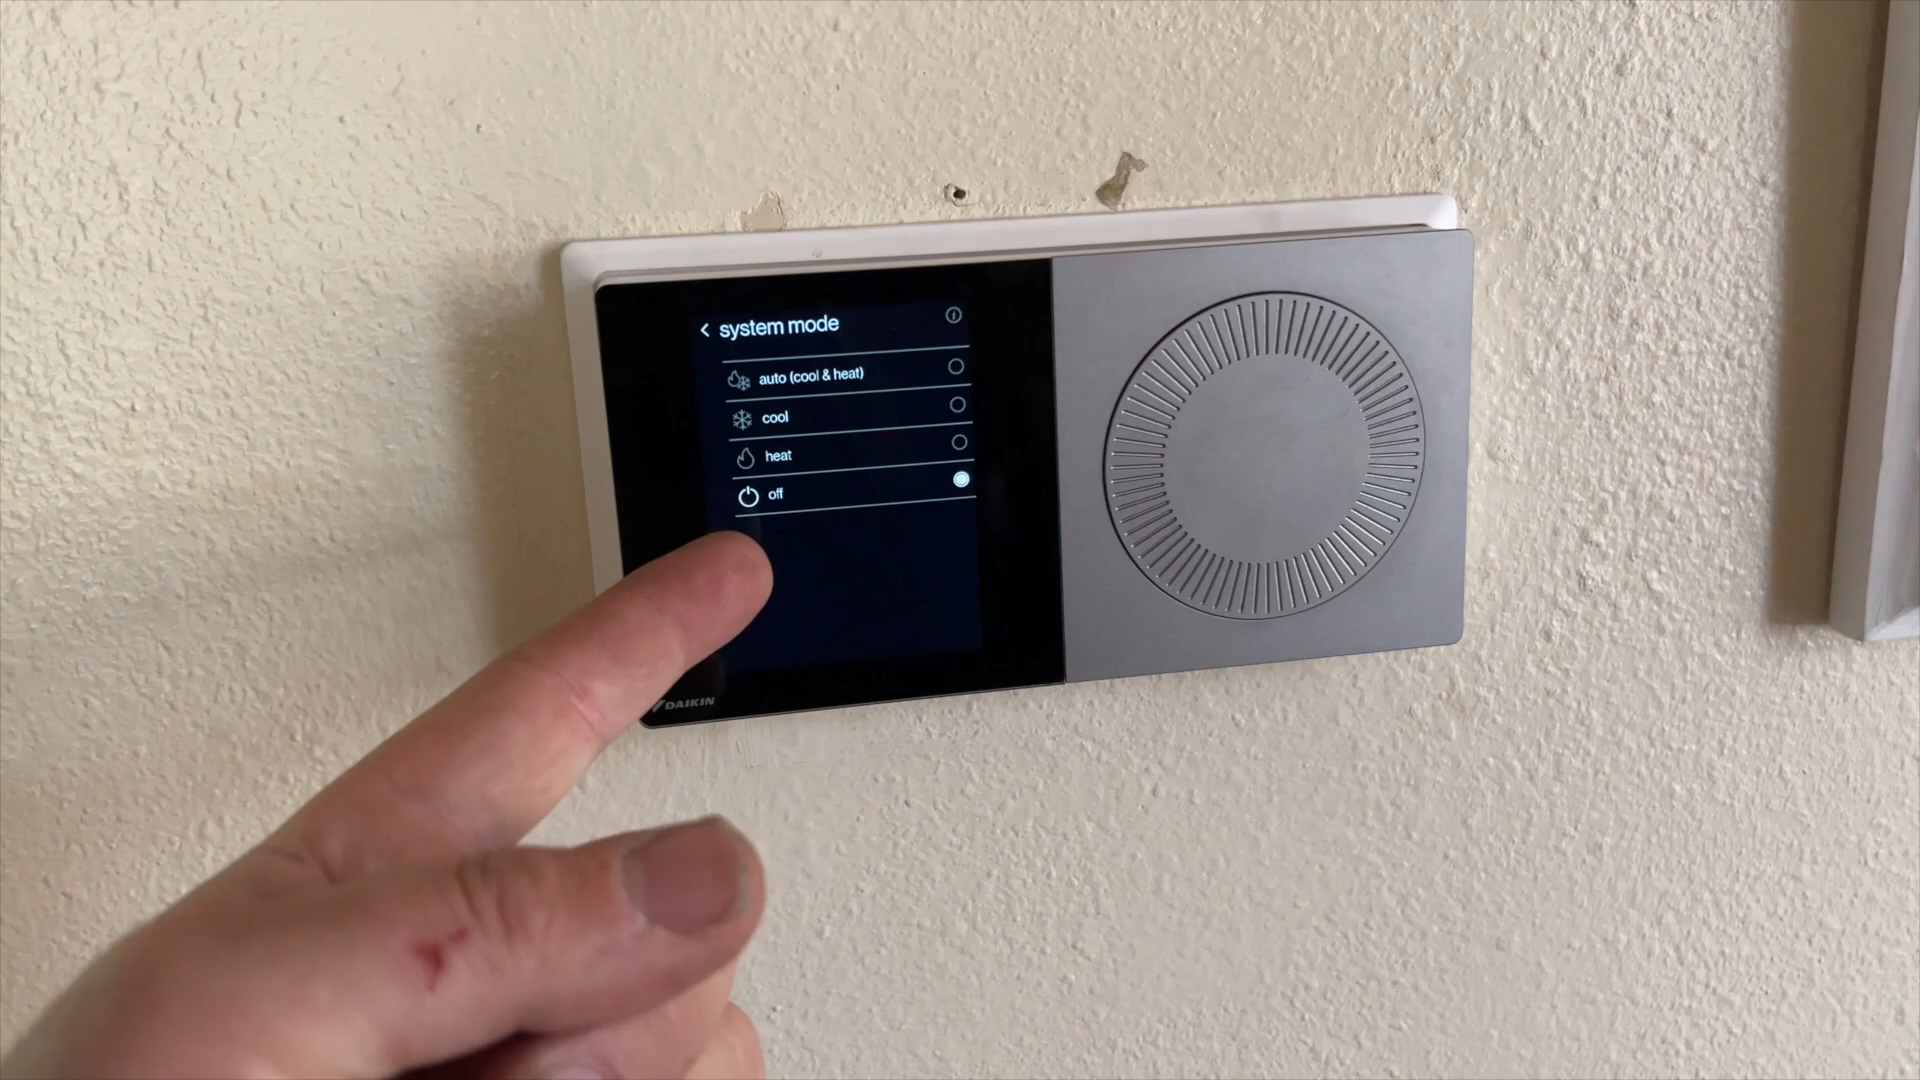 system mode
auto (cool & heat)
cool
heat
off
DAIKIN